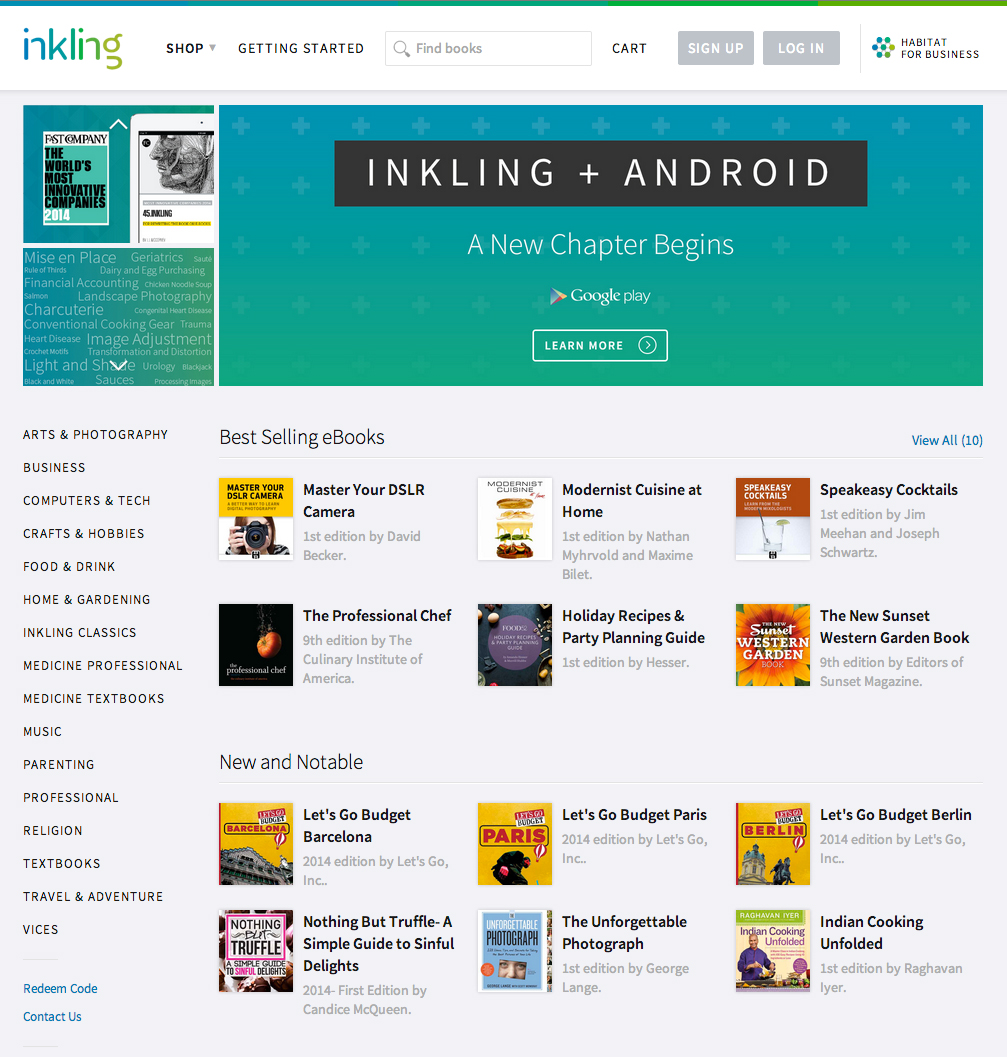 inkling
SHOP ▼
GETTING STARTED
Find books
CART
SIGN UP
LOG IN
HABITAT
FOR BUSINESS
FAST COMPANY
THE
WORLD'S
MOST
INNOVATIVE
COMPANIES
2014
45.INKLING
Mise en Place Geriatrics Sauté
Rule of Thirds Dairy and Egg Purchasing
Financial Accounting Chicken Noodle Soup
Salmon Landscape Photography
Charcuterie Congenital Heart Disease
Conventional Cooking Gear Trauma
Heart Disease Image Adjustment
Crochet Motifs Transformation and Distortion
Light and Shade Urology Blackjack
Black and White Sauces Processing Images
INKLING + ANDROID
A New Chapter Begins
Google play
LEARN MORE
ARTS & PHOTOGRAPHY
BUSINESS
COMPUTERS & TECH
CRAFTS & HOBBIES
FOOD & DRINK
HOME & GARDENING
INKLING CLASSICS
MEDICINE PROFESSIONAL
MEDICINE TEXTBOOKS
MUSIC
PARENTING
PROFESSIONAL
RELIGION
TEXTBOOKS
TRAVEL & ADVENTURE
VICES
Redeem Code
Contact Us
Best Selling eBooks
View All (10)
MASTER YOUR
DSLR CAMERA
A BETTER WAY TO LEARN
DIGITAL PHOTOGRAPHY
Master Your DSLR
Camera
1st edition by David
Becker.
MODERNIST
CUISINE
at Home
Modernist Cuisine at
Home
1st edition by Nathan
Myhrvold and Maxime
Bilet.
SPEAKEASY
COCKTAILS
LEARN FROM THE
MODERN MIXOLOGISTS
Speakeasy Cocktails
1st edition by Jim
Meehan and Joseph
Schwartz.
the
professional chef
The Professional Chef
9th edition by The
Culinary Institute of
America.
FOOD52
HOLIDAY RECIPES
& PARTY PLANNING
GUIDE
Holiday Recipes &
Party Planning Guide
1st edition by Hesser.
THE NEW
Sunset
WESTERN
GARDEN
BOOK
The New Sunset
Western Garden Book
9th edition by Editors of
Sunset Magazine.
New and Notable
LET'S GO
BUDGET
BARCELONA
Let's Go Budget
Barcelona
2014 edition by Let's Go,
Inc..
LET'S GO
BUDGET
PARIS
Let's Go Budget Paris
2014 edition by Let's Go,
Inc..
LET'S GO
BUDGET
BERLIN
Let's Go Budget Berlin
2014 edition by Let's Go,
Inc..
NOTHING
BUT
TRUFFLE
A SIMPLE GUIDE
TO SINFUL DELIGHTS
Nothing But Truffle- A
Simple Guide to Sinful
Delights
2014- First Edition by
Candice McQueen.
UNFORGETTABLE
PHOTOGRAPH
The Unforgettable
Photograph
1st edition by George
Lange.
RAGHAVAN IYER
Indian Cooking
Unfolded
Indian Cooking
Unfolded
1st edition by Raghavan
Iyer.